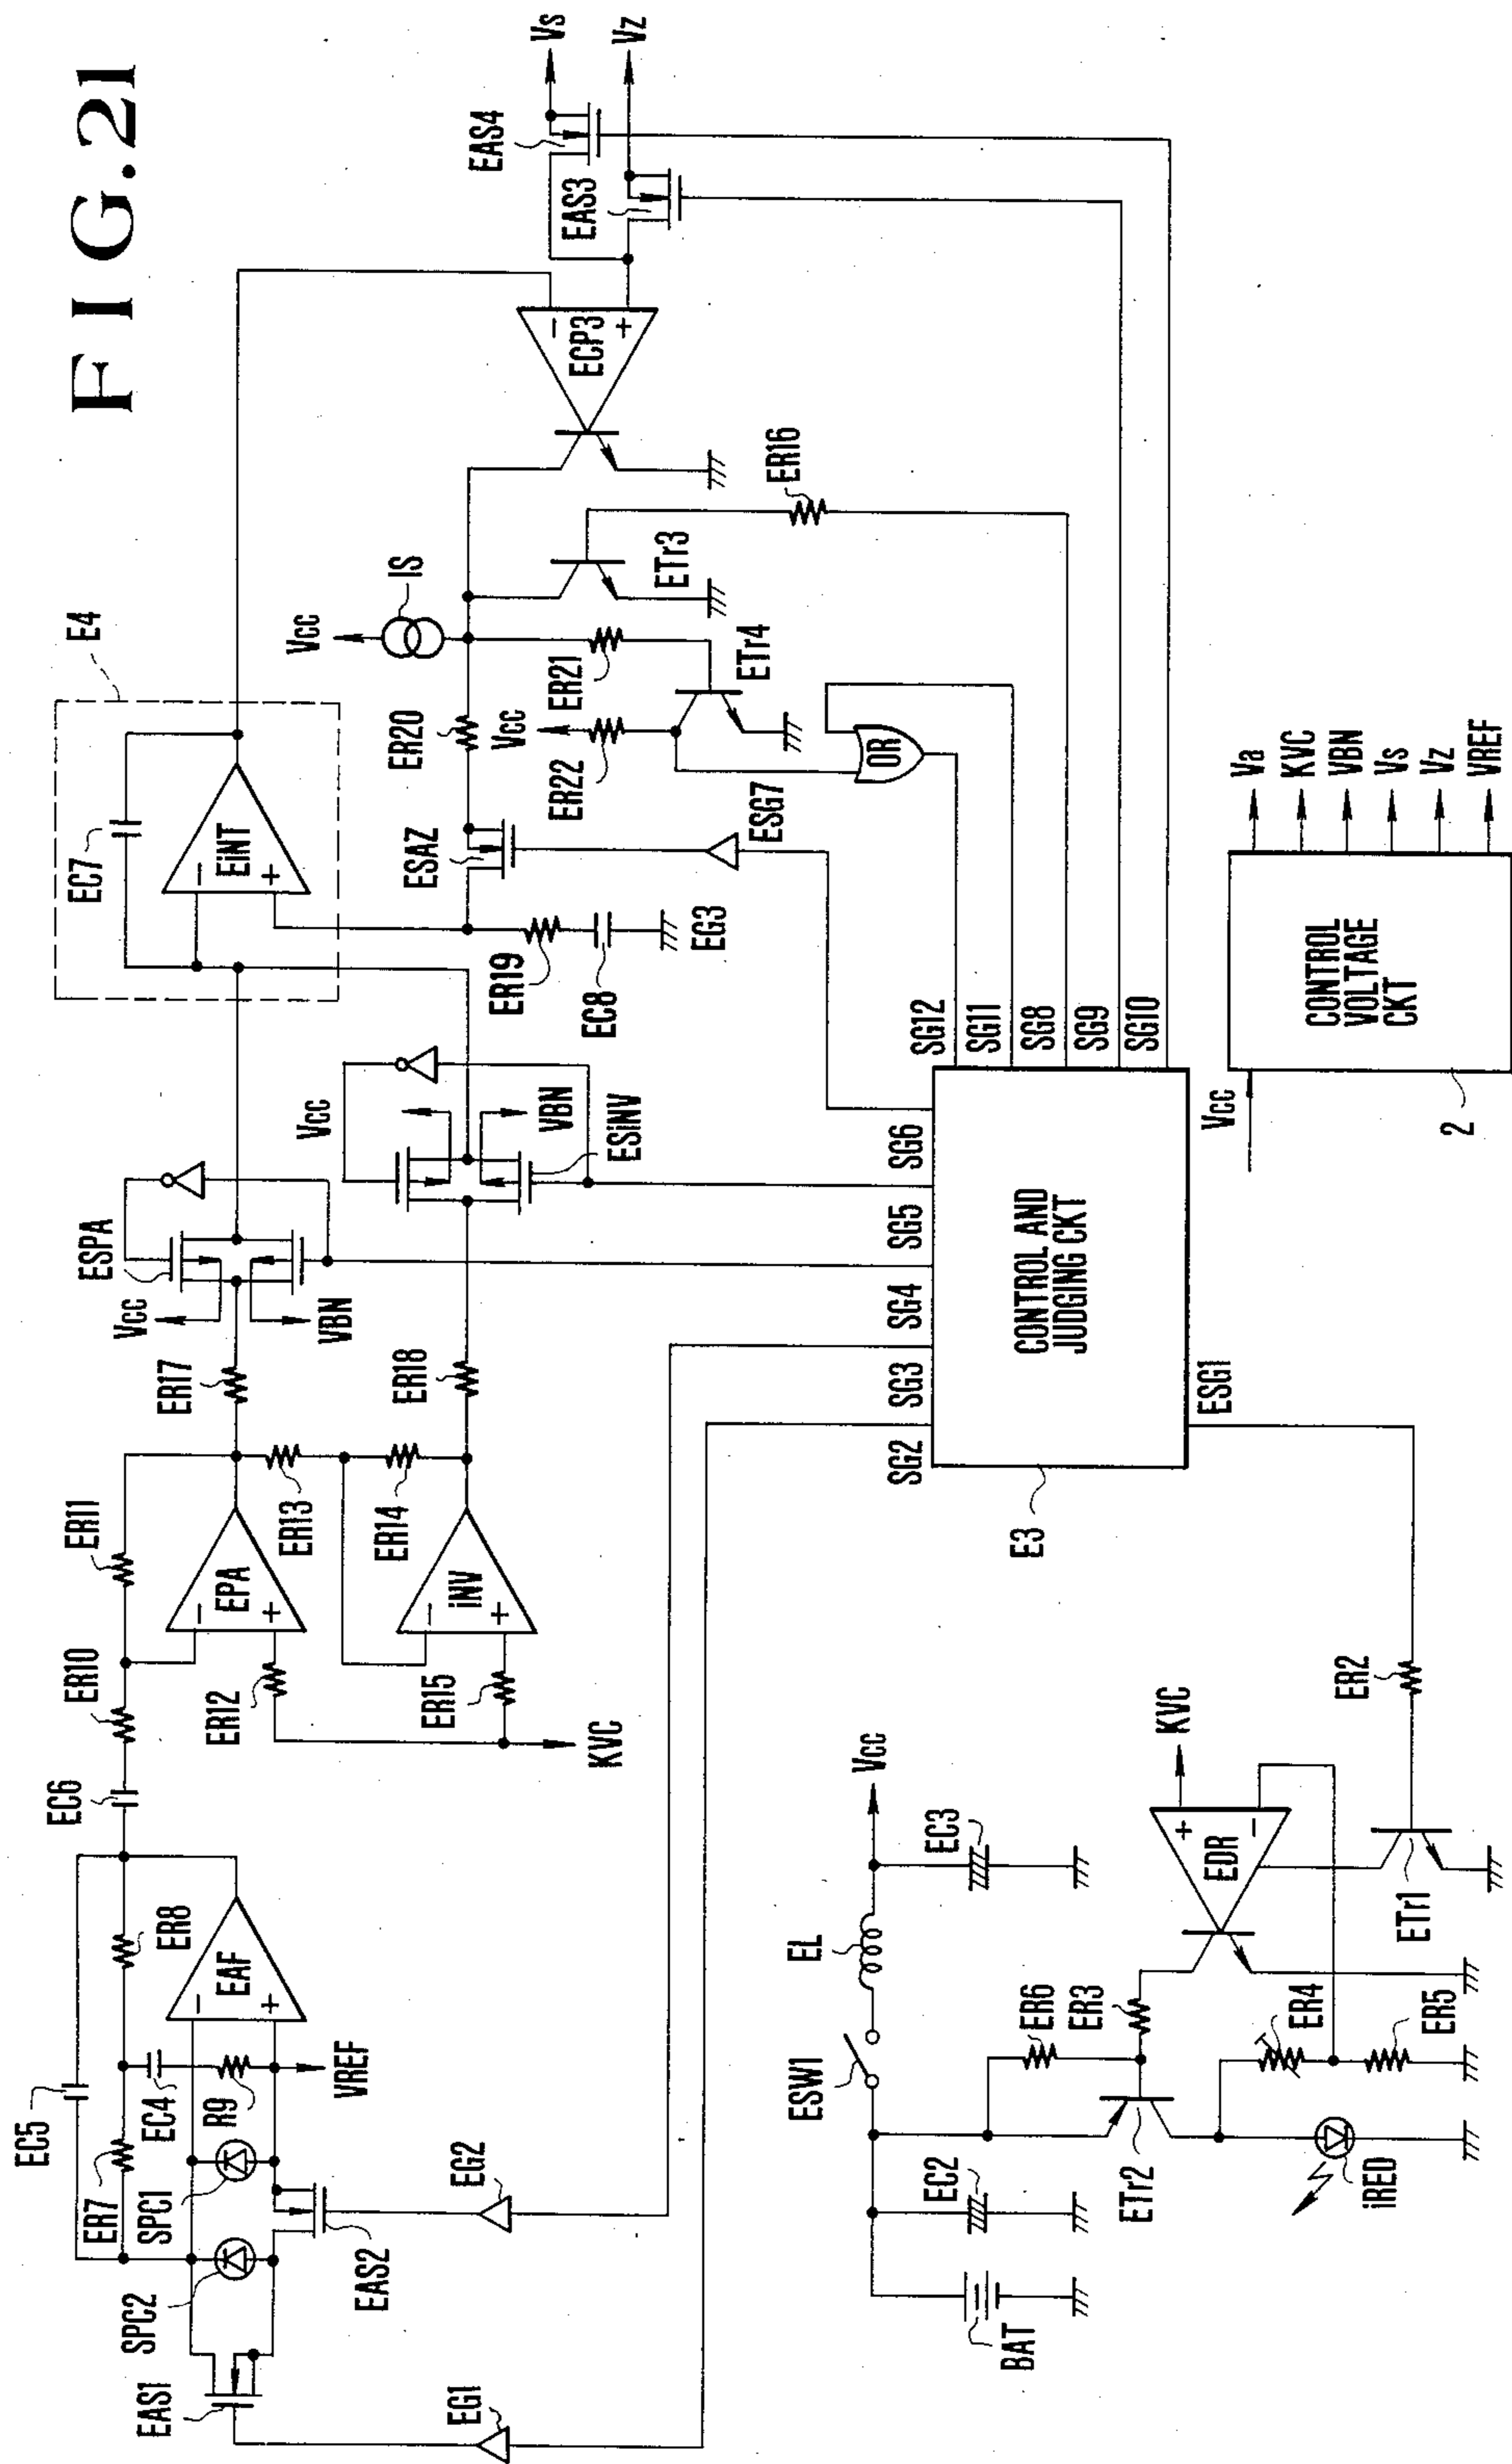 FIG.21
EC5
ER7
EC4
R9
ER8
SPC1
SPC2
EAF
−
+
VREF
EAS1
EAS2
EG1
EG2
EC6
ER10
ER11
EPA
−
+
ER12
ER13
ER14
iNV
−
+
ER15
KVC
ER17
ER18
ESPA
Vcc
VBN
Vcc
VBN
ESiNV
E4
EC7
EiNT
−
+
ER19
EC8
EG3
ESAZ
ER20
Vcc
IS
Vcc
ER22
ER21
ETr4
ETr3
ER16
OR
ESG7
ECP3
−
+
EAS3
EAS4
Vs
Vz
SG2
SG3
SG4
SG5
SG6
SG12
SG11
SG8
SG9
SG10
CONTROL AND
JUDGING CKT
E3
ESG1
BAT
EC2
ESW1
EL
EC3
Vcc
ER6
ER3
ETr2
iRED
ER4
ER5
EDR
+
−
KVC
ETr1
ER2
Vcc
2
CONTROL
VOLTAGE
CKT
Va
KVC
VBN
Vs
Vz
VREF